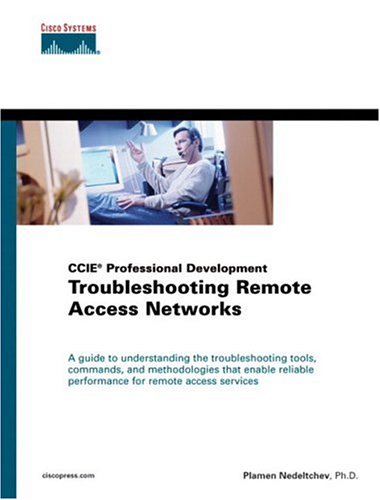 CISCO SYSTEMS
CCIE® Professional Development
Troubleshooting Remote
Access Networks
A guide to understanding the troubleshooting tools,
commands, and methodologies that enable reliable
performance for remote access services
ciscopress.com
Plamen Nedeltchev, Ph.D.